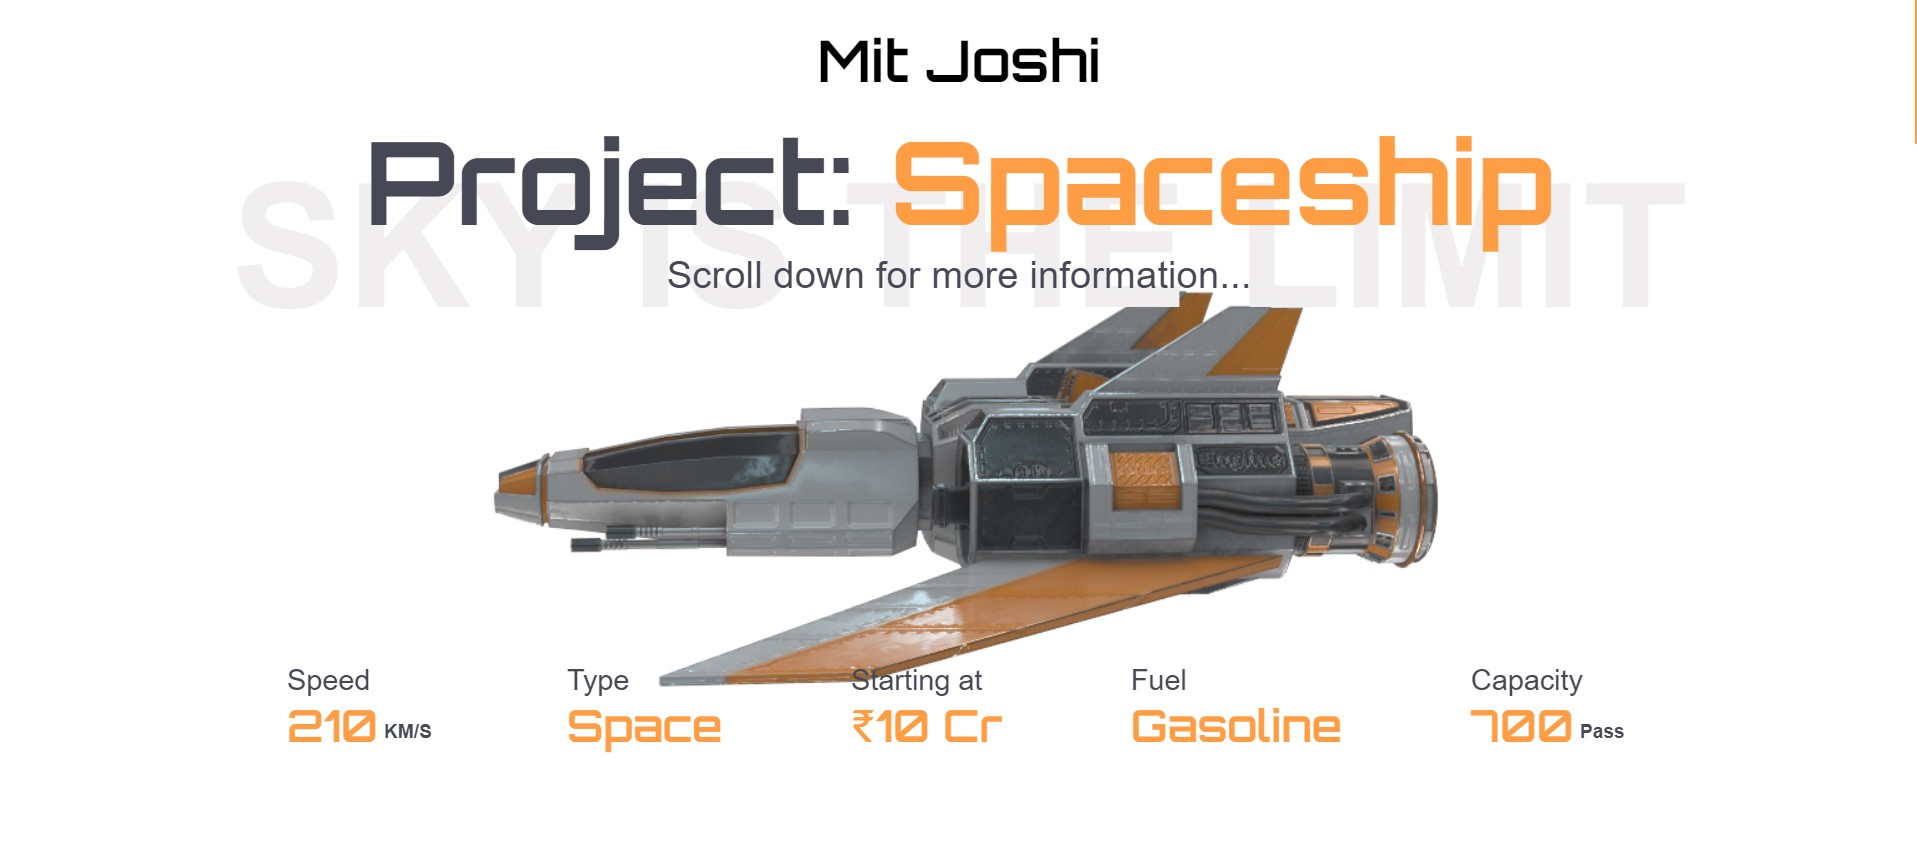 Mit Joshi
Project: Spaceship
SKY IS THE LIMIT
Scroll down for more information...
Engine
Speed
210 KM/S
Type
Space
Starting at
₹10 Cr
Fuel
Gasoline
Capacity
700 Pass